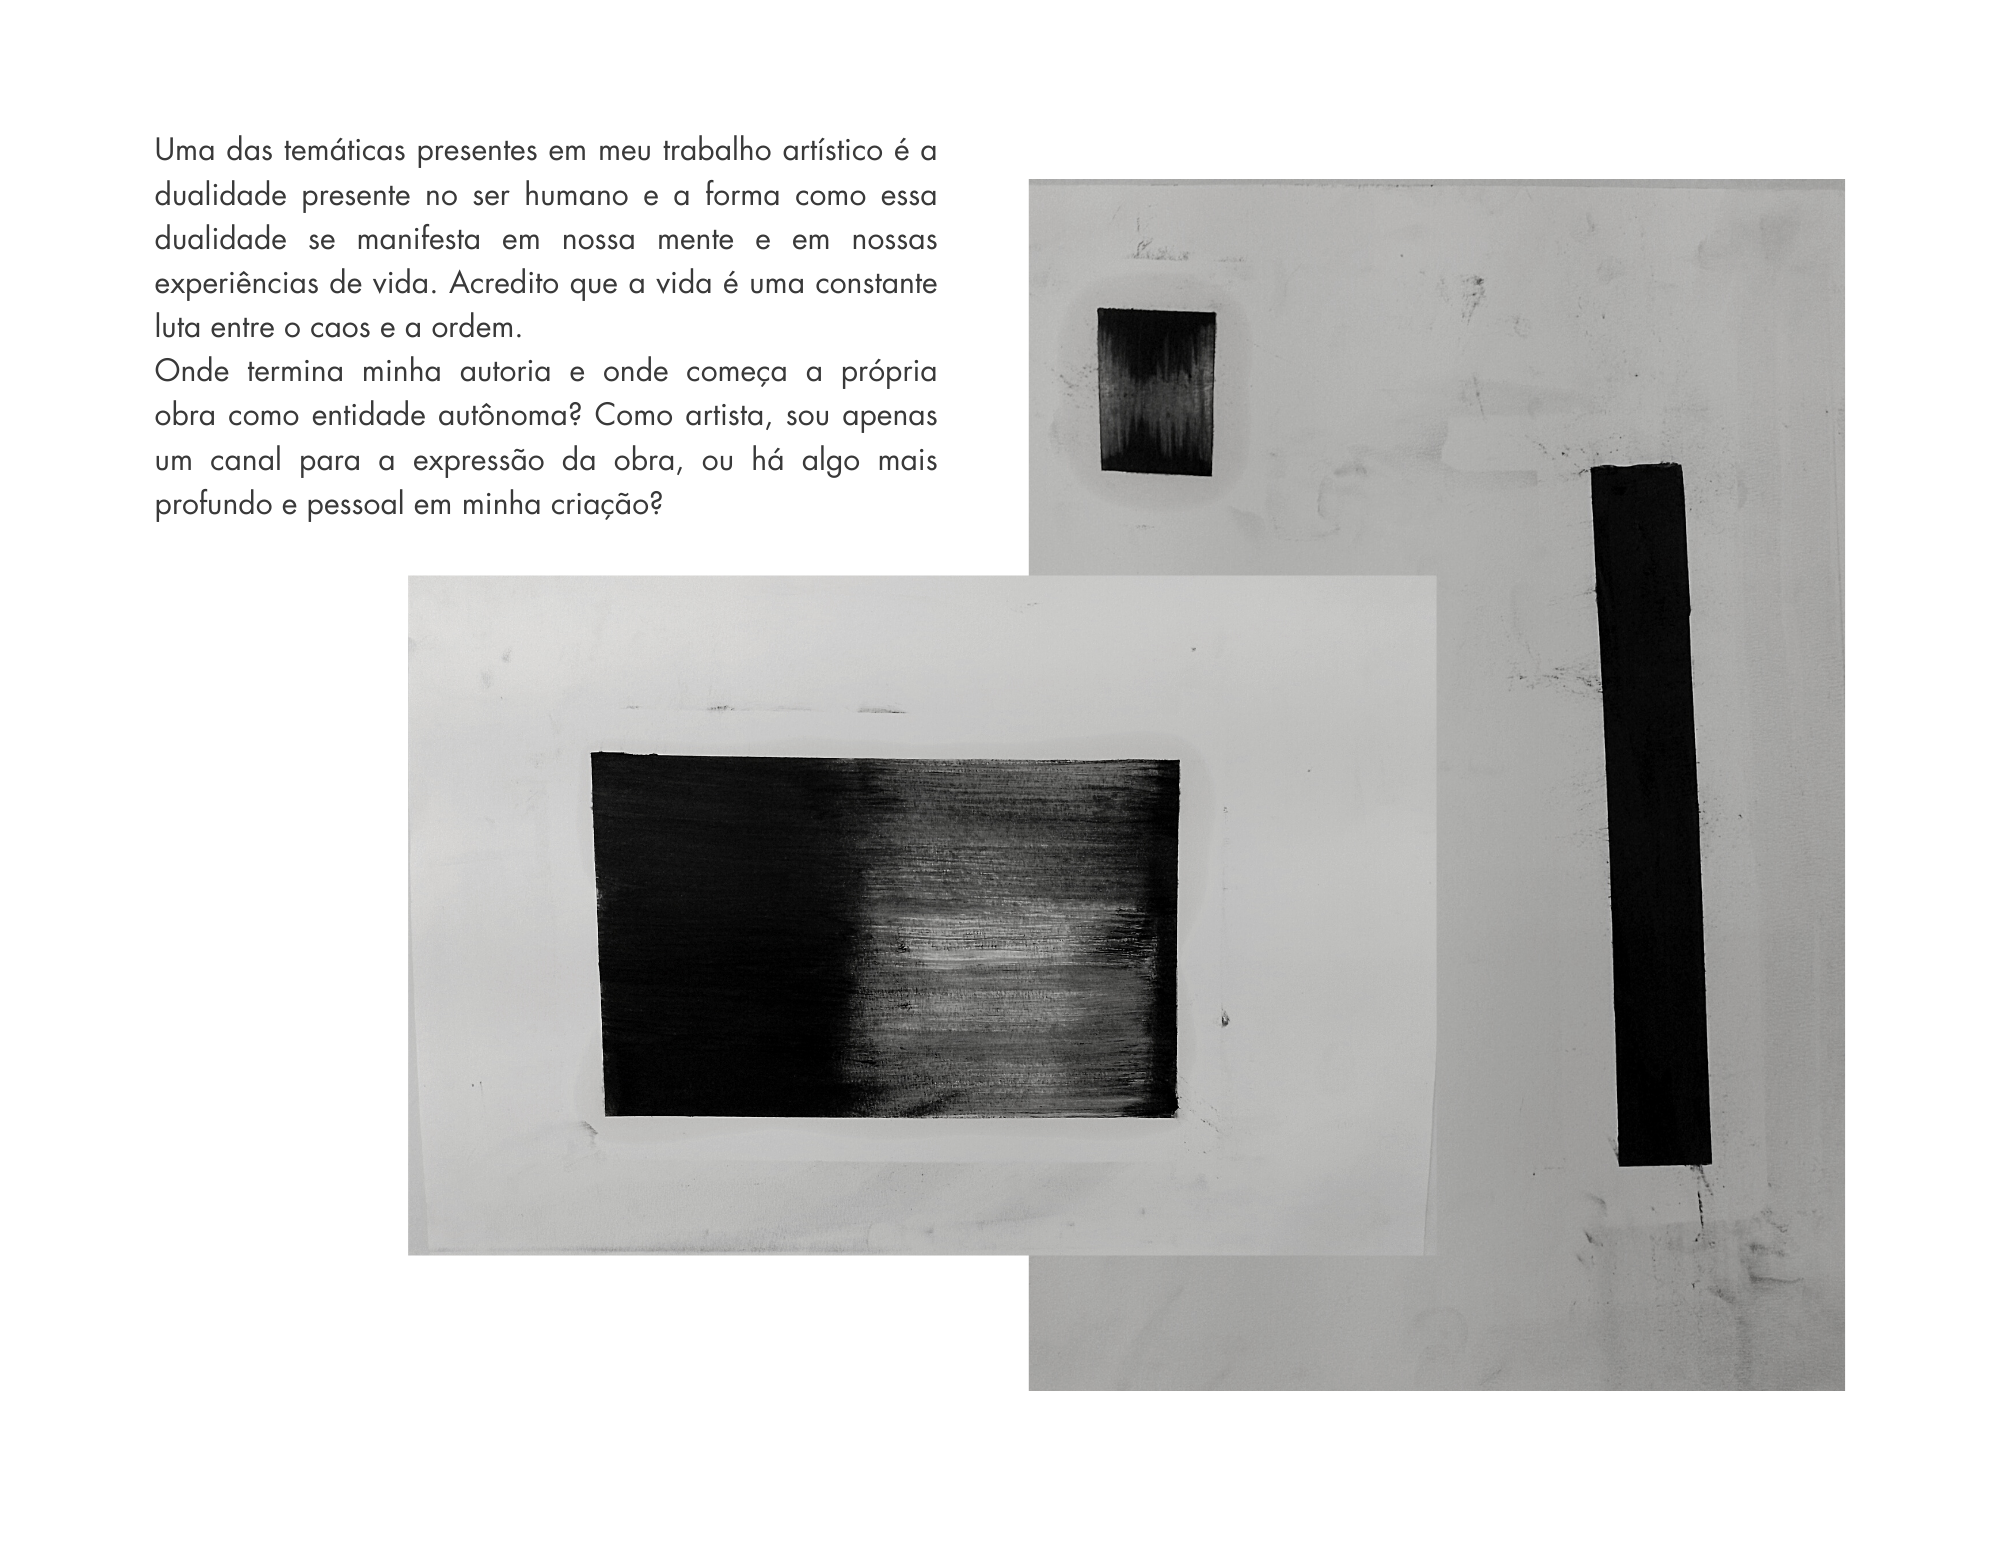 Uma das temáticas presentes em meu trabalho artístico é a
dualidade presente no ser humano e a forma como essa
dualidade se manifesta em nossa mente e em nossas
experiências de vida. Acredito que a vida é uma constante
luta entre o caos e a ordem.
Onde termina minha autoria e onde começa a própria
obra como entidade autônoma? Como artista, sou apenas
um canal para a expressão da obra, ou há algo mais
profundo e pessoal em minha criação?